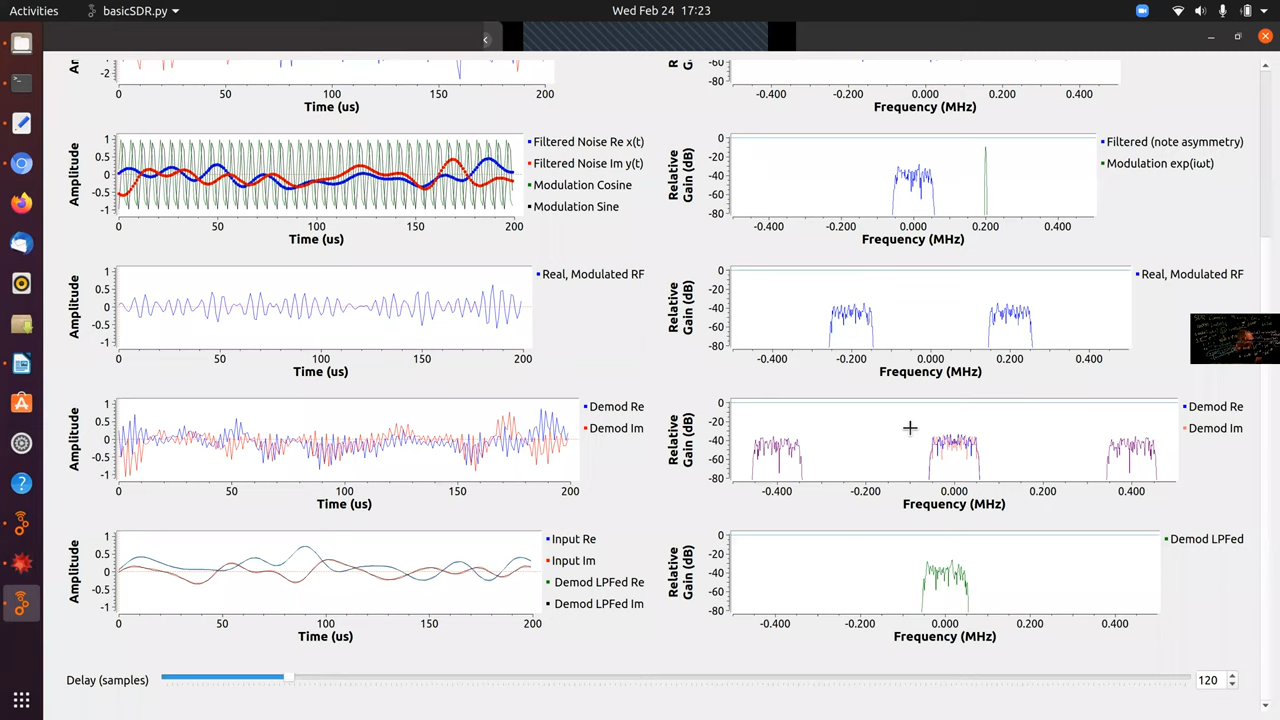 Activities basicSDR.py Wed Feb 24 17:23
-2
0 50 100 150 200
Time (us)
-60
-0.400 -0.200 0.000 0.200 0.400
Frequency (MHz)
Amplitude
1
0.5
0
-0.5
-1
0 50 100 150 200
Time (us)
Filtered Noise Re x(t)
Filtered Noise Im y(t)
Modulation Cosine
Modulation Sine
Relative
Gain (dB)
0
-20
-40
-60
-80
-0.400 -0.200 0.000 0.200 0.400
Frequency (MHz)
Filtered (note asymmetry)
Modulation exp(iωt)
Amplitude
1
0.5
0
-0.5
-1
0 50 100 150 200
Time (us)
Real, Modulated RF
Relative
Gain (dB)
0
-20
-40
-60
-80
-0.400 -0.200 0.000 0.200 0.400
Frequency (MHz)
Real, Modulated RF
Amplitude
1
0.5
0
-0.5
-1
0 50 100 150 200
Time (us)
Demod Re
Demod Im
Relative
Gain (dB)
0
-20
-40
-60
-80
-0.400 -0.200 0.000 0.200 0.400
Frequency (MHz)
Demod Re
Demod Im
Amplitude
1
0.5
0
-0.5
-1
0 50 100 150 200
Time (us)
Input Re
Input Im
Demod LPFed Re
Demod LPFed Im
Relative
Gain (dB)
0
-20
-40
-60
-80
-0.400 -0.200 0.000 0.200 0.400
Frequency (MHz)
Demod LPFed
Delay (samples) 120